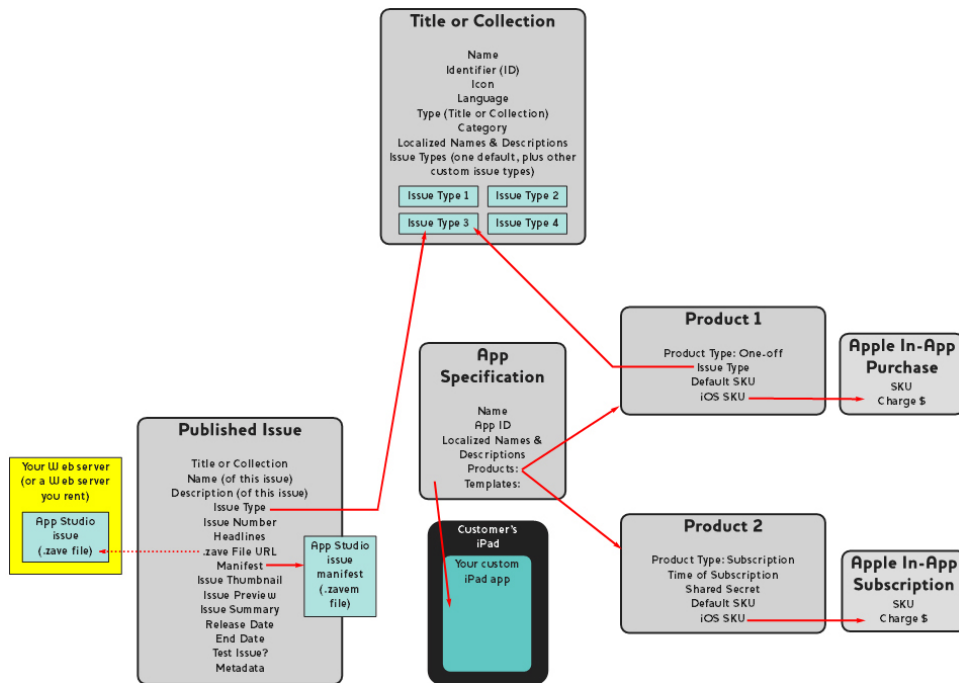 Title or Collection
Name
Identifier (ID)
Icon
Language
Type (Title or Collection)
Category
Localized Names & Descriptions
Issue Types (one default, plus other
custom issue types)
Issue Type 1
Issue Type 2
Issue Type 3
Issue Type 4
Product 1
Product Type: One-off
Issue Type
Default SKU
iOS SKU
Apple In-App
Purchase
SKU
Charge $
App
Specification
Name
App ID
Localized Names &
Descriptions
Products:
Templates:
Published Issue
Title or Collection
Name (of this issue)
Description (of this issue)
Issue Type
Issue Number
Headlines
.zave File URL
Manifest
Issue Thumbnail
Issue Preview
Issue Summary
Release Date
End Date
Test Issue?
Metadata
Your Web server
(or a Web server
you rent)
App Studio
issue
(.zave file)
App Studio
issue
manifest
(.zavem
file)
Customer's
iPad
Your custom
iPad app
Product 2
Product Type: Subscription
Time of Subscription
Shared Secret
Default SKU
iOS SKU
Apple In-App
Subscription
SKU
Charge $